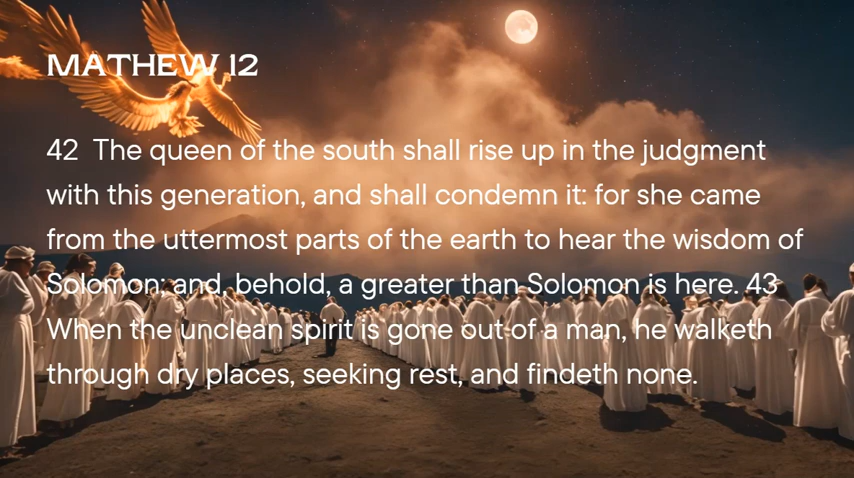 MATHEW 12
42 The queen of the south shall rise up in the judgment
with this generation, and shall condemn it: for she came
from the uttermost parts of the earth to hear the wisdom of
Solomon; and, behold, a greater than Solomon is here. 43
When the unclean spirit is gone out of a man, he walketh
through dry places, seeking rest, and findeth none.